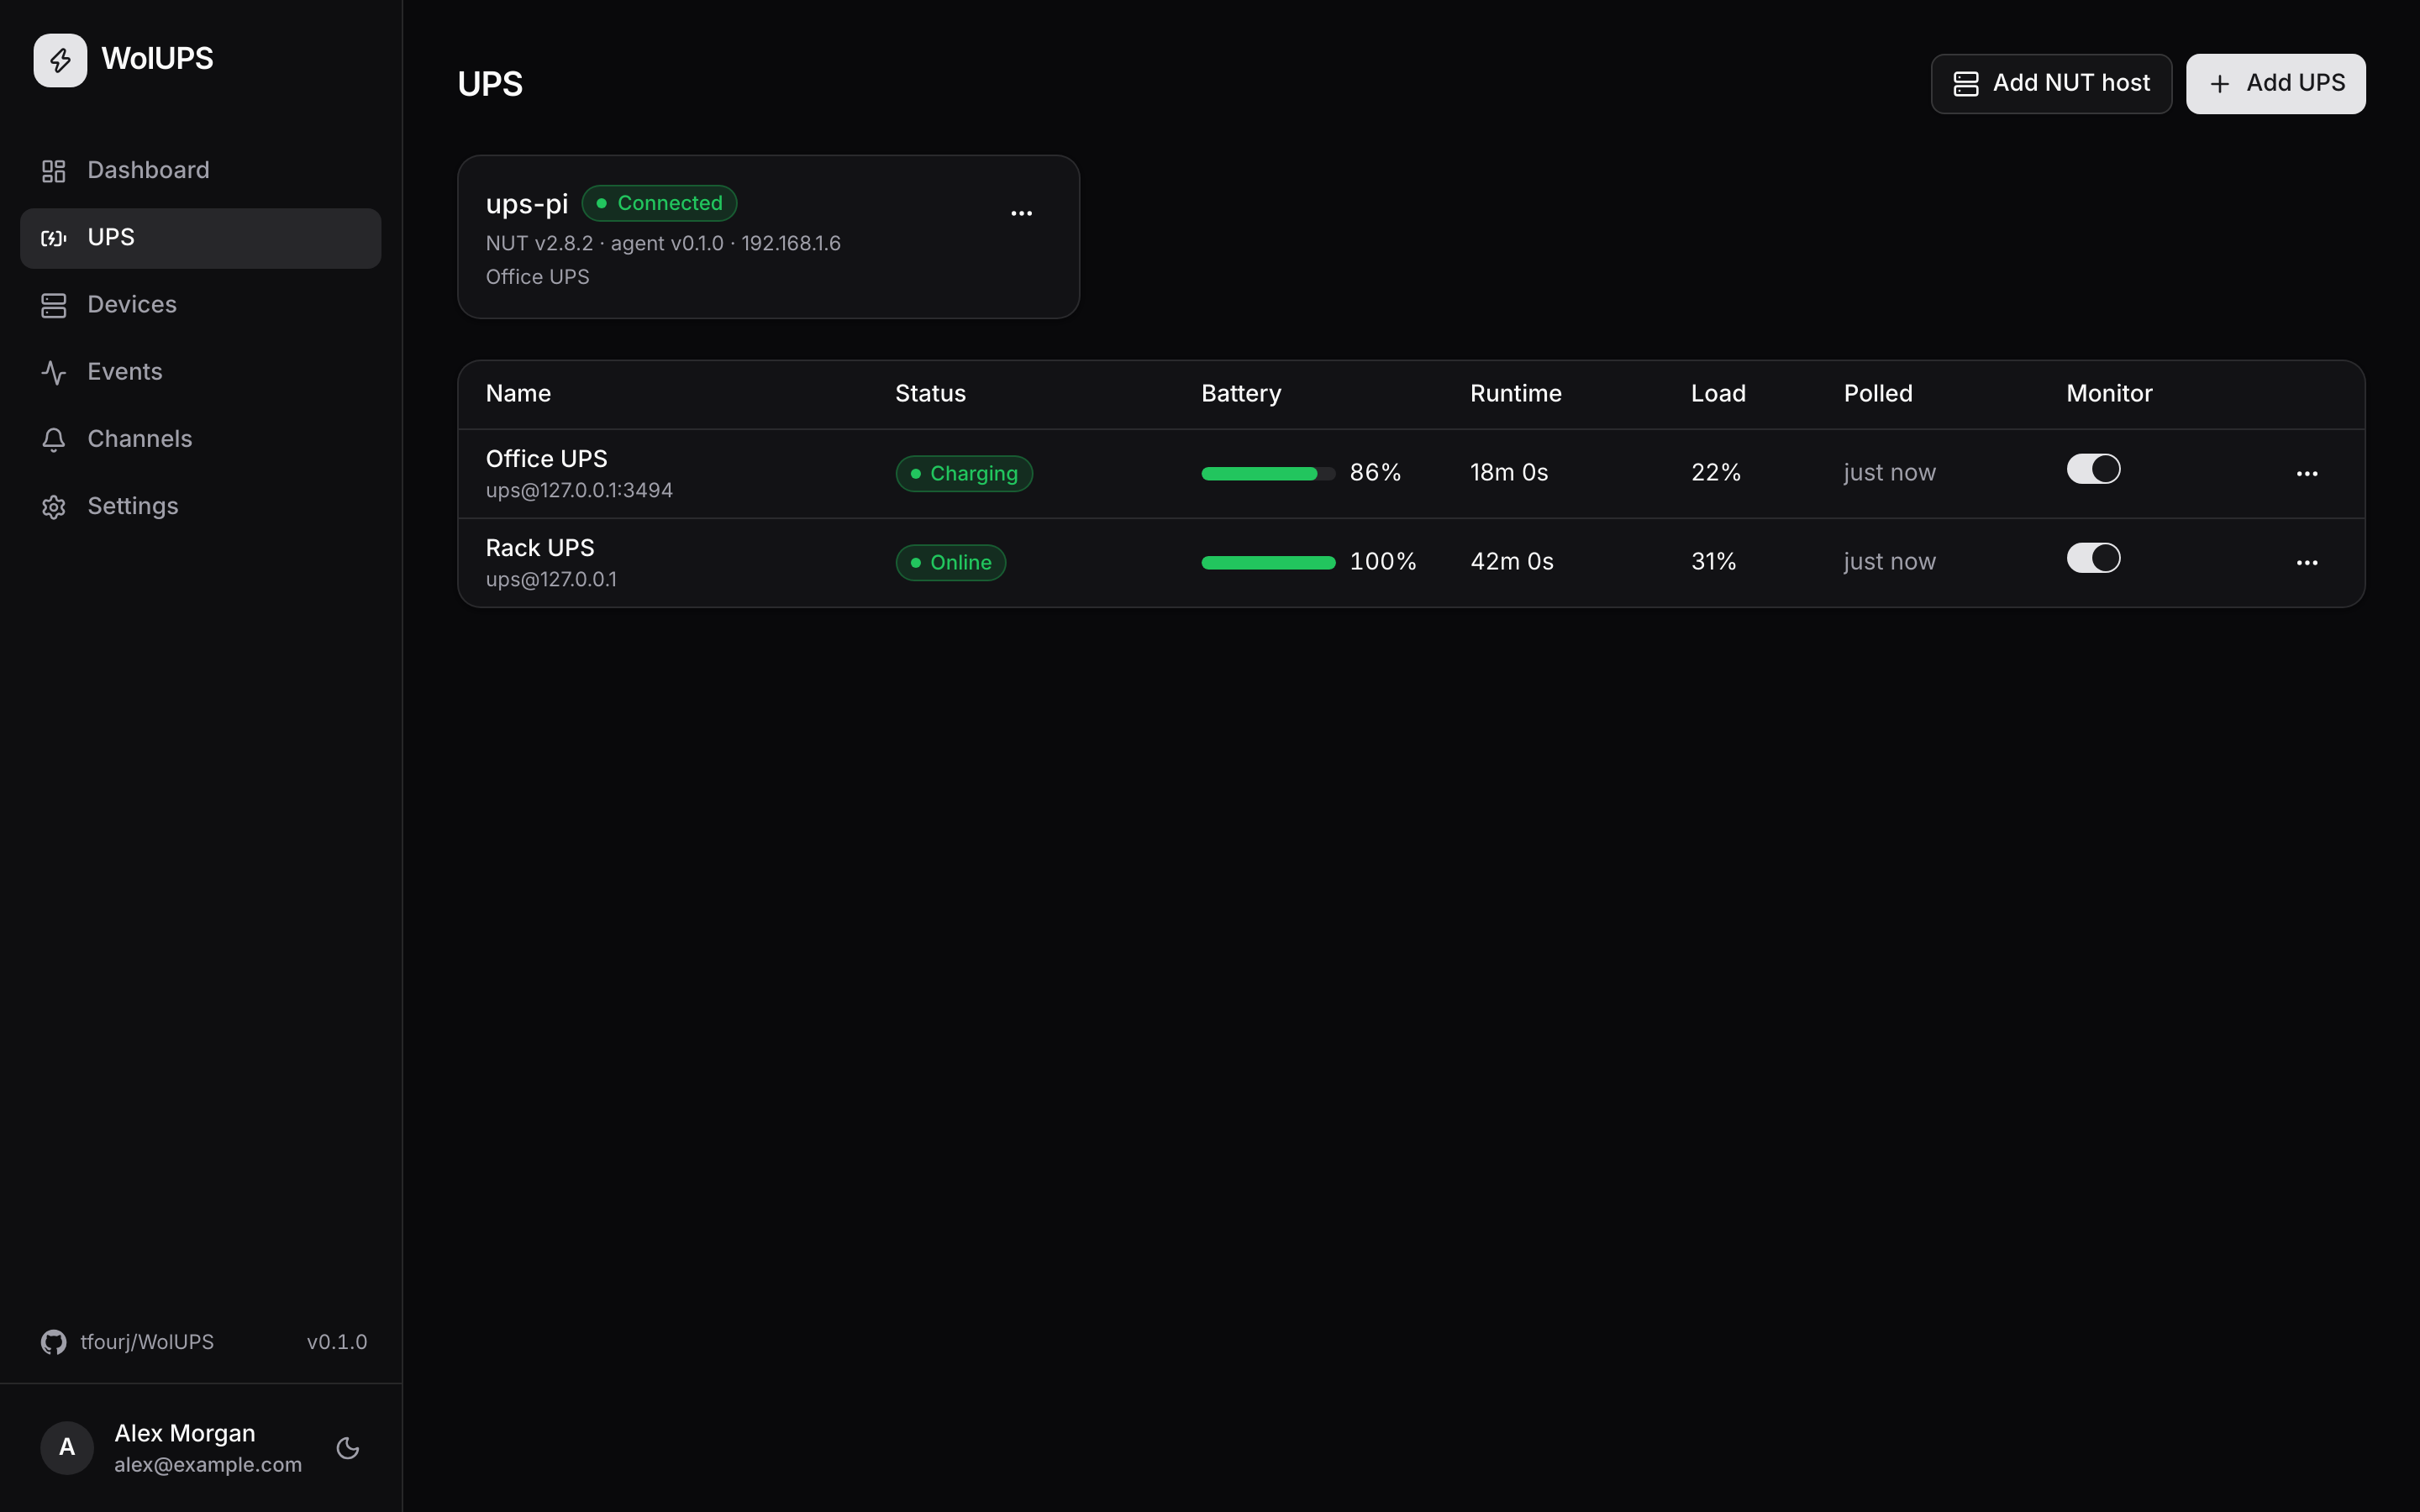 WolUPS
Dashboard
UPS
Devices
Events
Channels
Settings
tfourj/WolUPS v0.1.0
A
Alex Morgan
alex@example.com
UPS
Add NUT host
+ Add UPS
ups-pi Connected
NUT v2.8.2 · agent v0.1.0 · 192.168.1.6
Office UPS
Name Status Battery Runtime Load Polled Monitor
Office UPS Charging 86% 18m 0s 22% just now
ups@127.0.0.1:3494
Rack UPS Online 100% 42m 0s 31% just now
ups@127.0.0.1